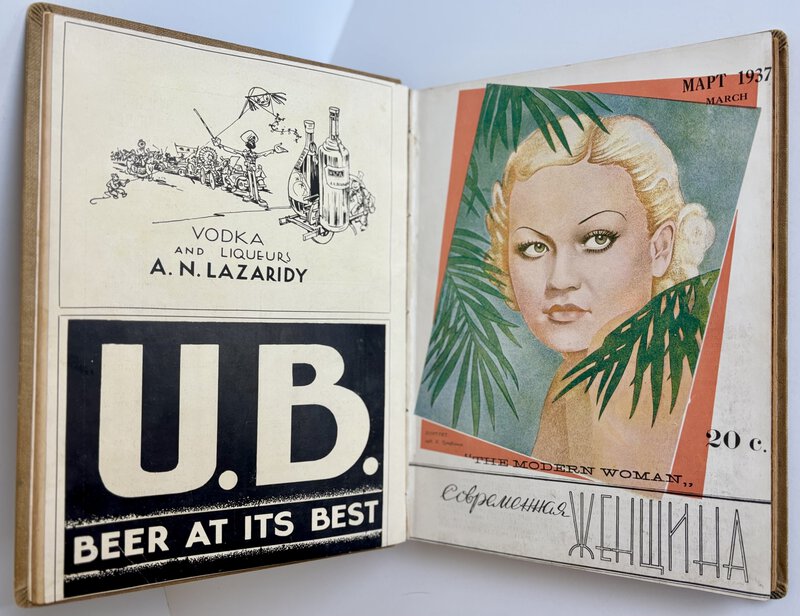 VODKA
AND LIQUEURS
A. N. LAZARIDY
U.B.
BEER AT ITS BEST
МАРТ 1937
MARCH
20 c.
"THE MODERN WOMAN„
Современная
ЖЕНЩИНА